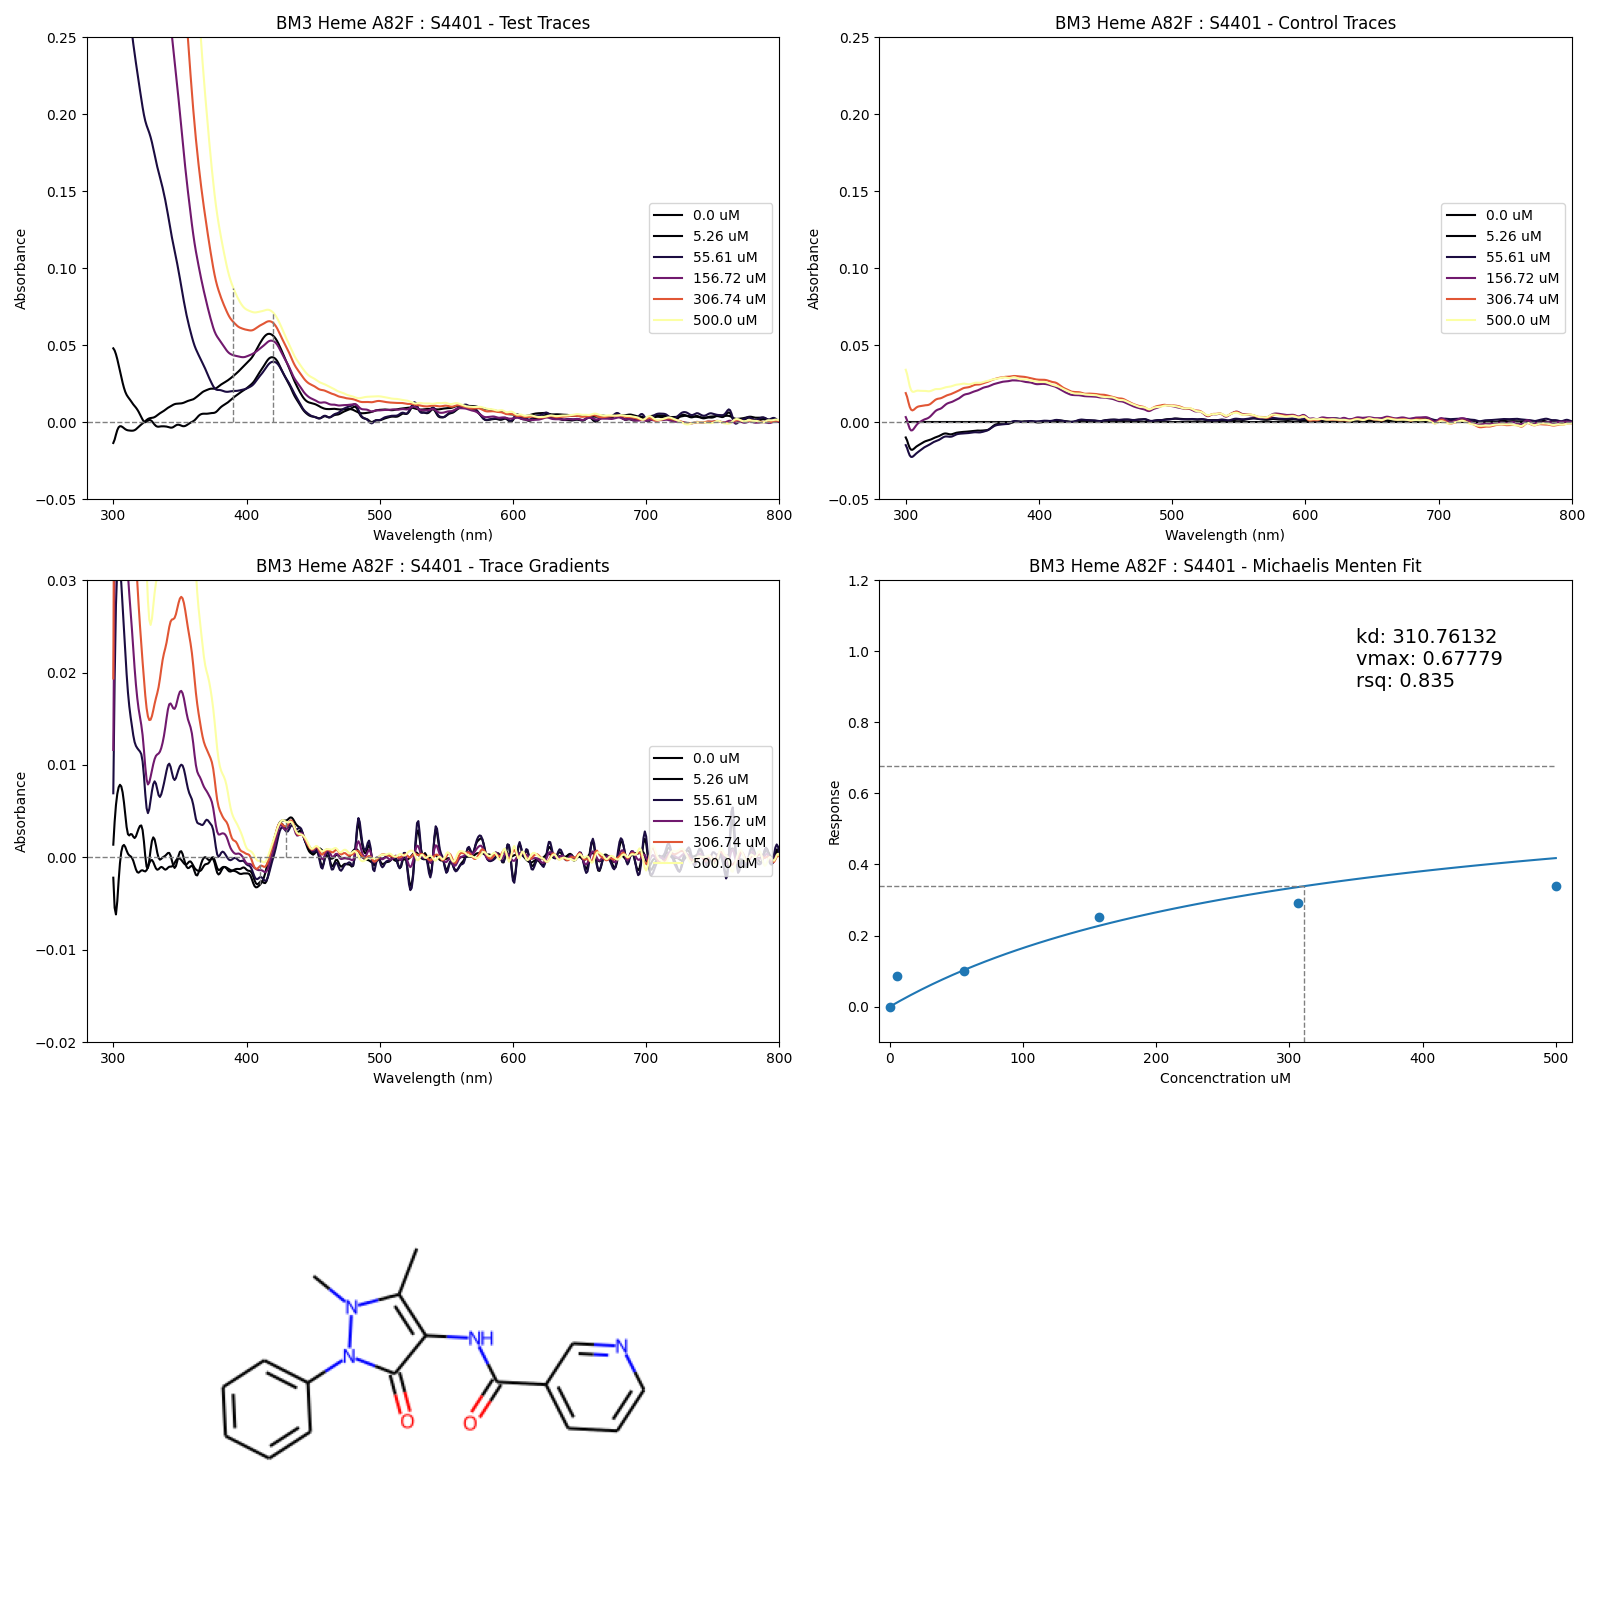 BM3 Heme A82F : S4401 - Test Traces
Absorbance
0.25
0.20
0.15
0.10
0.05
0.00
−0.05
300 400 500 600 700 800
Wavelength (nm)
0.0 uM
5.26 uM
55.61 uM
156.72 uM
306.74 uM
500.0 uM
BM3 Heme A82F : S4401 - Control Traces
Absorbance
0.25
0.20
0.15
0.10
0.05
0.00
−0.05
300 400 500 600 700 800
Wavelength (nm)
0.0 uM
5.26 uM
55.61 uM
156.72 uM
306.74 uM
500.0 uM
BM3 Heme A82F : S4401 - Trace Gradients
Absorbance
0.03
0.02
0.01
0.00
−0.01
−0.02
300 400 500 600 700 800
Wavelength (nm)
0.0 uM
5.26 uM
55.61 uM
156.72 uM
306.74 uM
500.0 uM
BM3 Heme A82F : S4401 - Michaelis Menten Fit
Response
1.2
1.0
0.8
0.6
0.4
0.2
0.0
0 100 200 300 400 500
Concenctration uM
kd: 310.76132
vmax: 0.67779
rsq: 0.835
N
N
O
NH
O
N